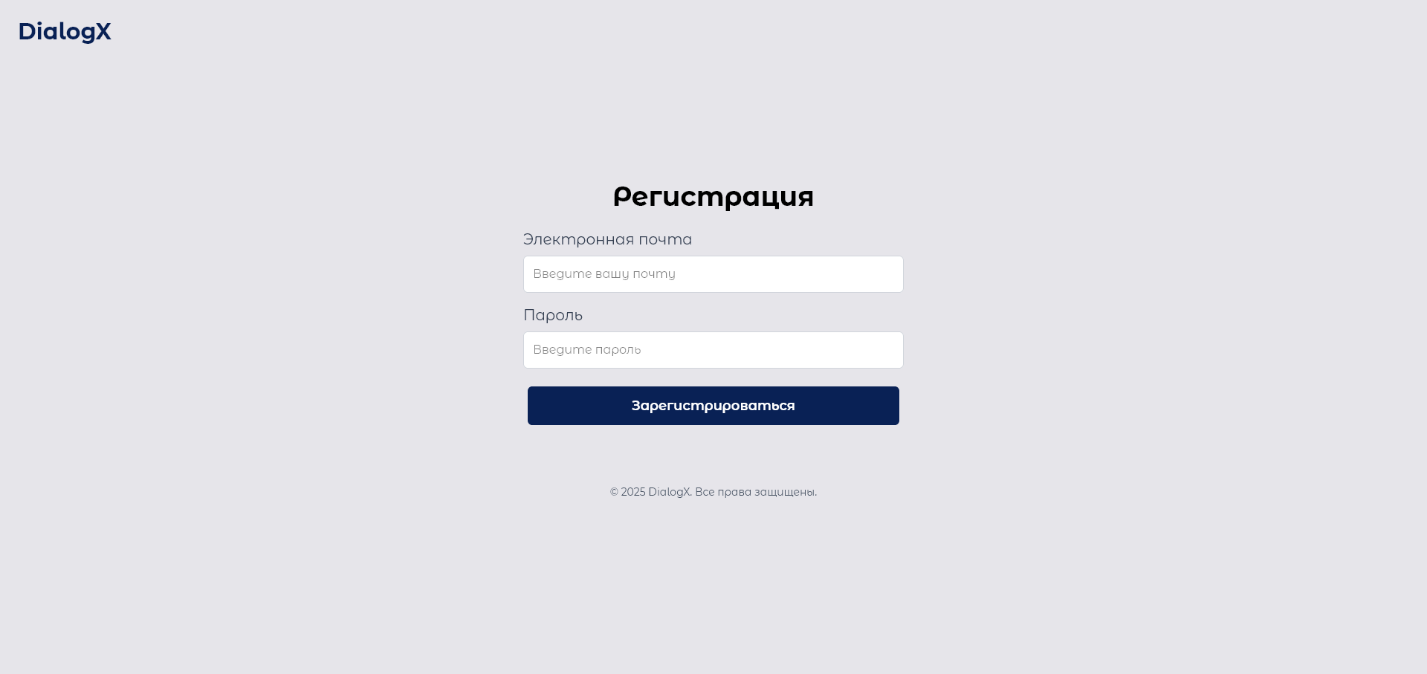 DialogX
Регистрация
Электронная почта
Введите вашу почту
Пароль
Введите пароль
Зарегистрироваться
© 2025 DialogX. Все права защищены.